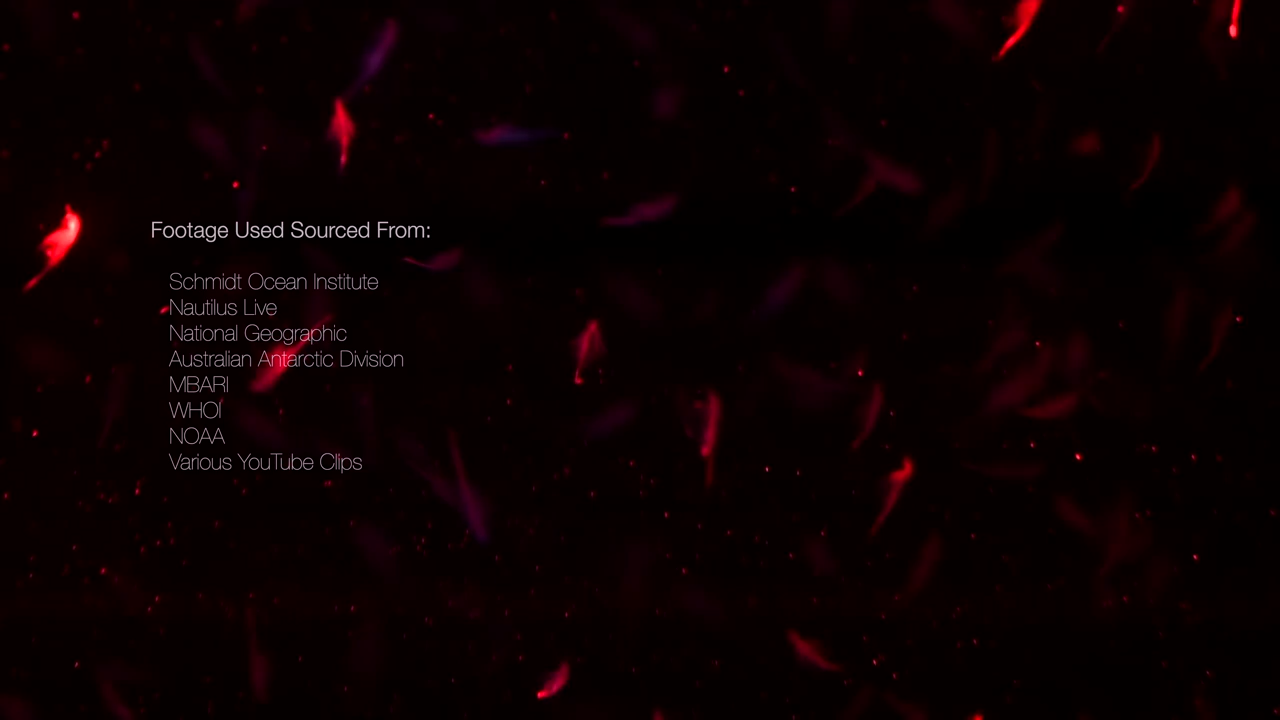 Footage Used Sourced From:
Schmidt Ocean Institute
Nautilus Live
National Geographic
Australian Antarctic Division
MBARI
WHOI
NOAA
Various YouTube Clips